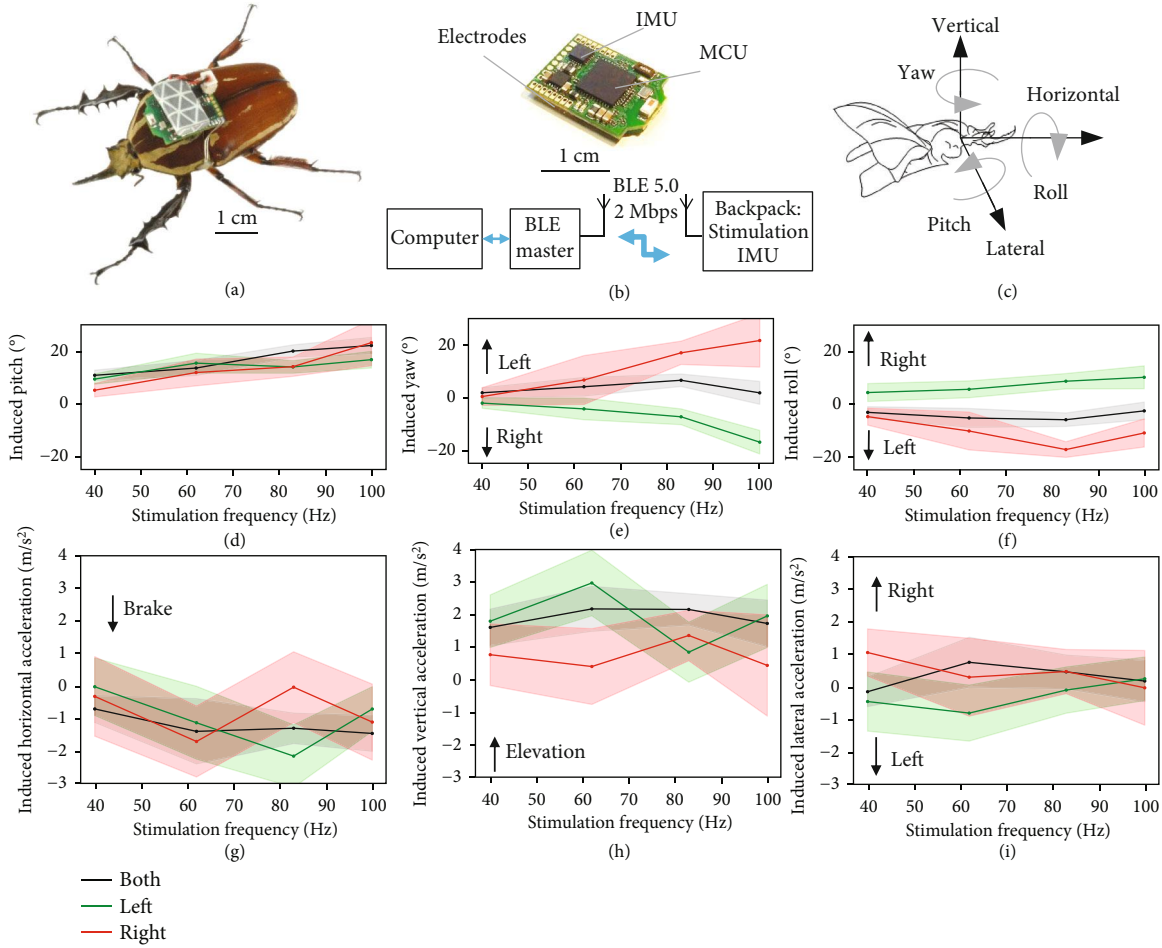 1 cm
(a)
Electrodes
IMU
MCU
1 cm
Computer
BLE
master
BLE 5.0
2 Mbps
Backpack:
Stimulation
IMU
(b)
Vertical
Yaw
Horizontal
Roll
Pitch
Lateral
(c)
Induced pitch (°)
20
0
−20
40 50 60 70 80 90 100
Stimulation frequency (Hz)
(d)
Induced yaw (°)
20
0
−20
Left
Right
40 50 60 70 80 90 100
Stimulation frequency (Hz)
(e)
Induced roll (°)
20
0
−20
Right
Left
40 50 60 70 80 90 100
Stimulation frequency (Hz)
(f)
Induced horizontal acceleration (m/s²)
4
3
2
1
0
−1
−2
−3
Brake
40 50 60 70 80 90 100
Stimulation frequency (Hz)
(g)
Induced vertical acceleration (m/s²)
4
3
2
1
0
−1
−2
−3
Elevation
40 50 60 70 80 90 100
Stimulation frequency (Hz)
(h)
Induced lateral acceleration (m/s²)
4
3
2
1
0
−1
−2
−3
Right
Left
40 50 60 70 80 90 100
Stimulation frequency (Hz)
(i)
Both
Left
Right